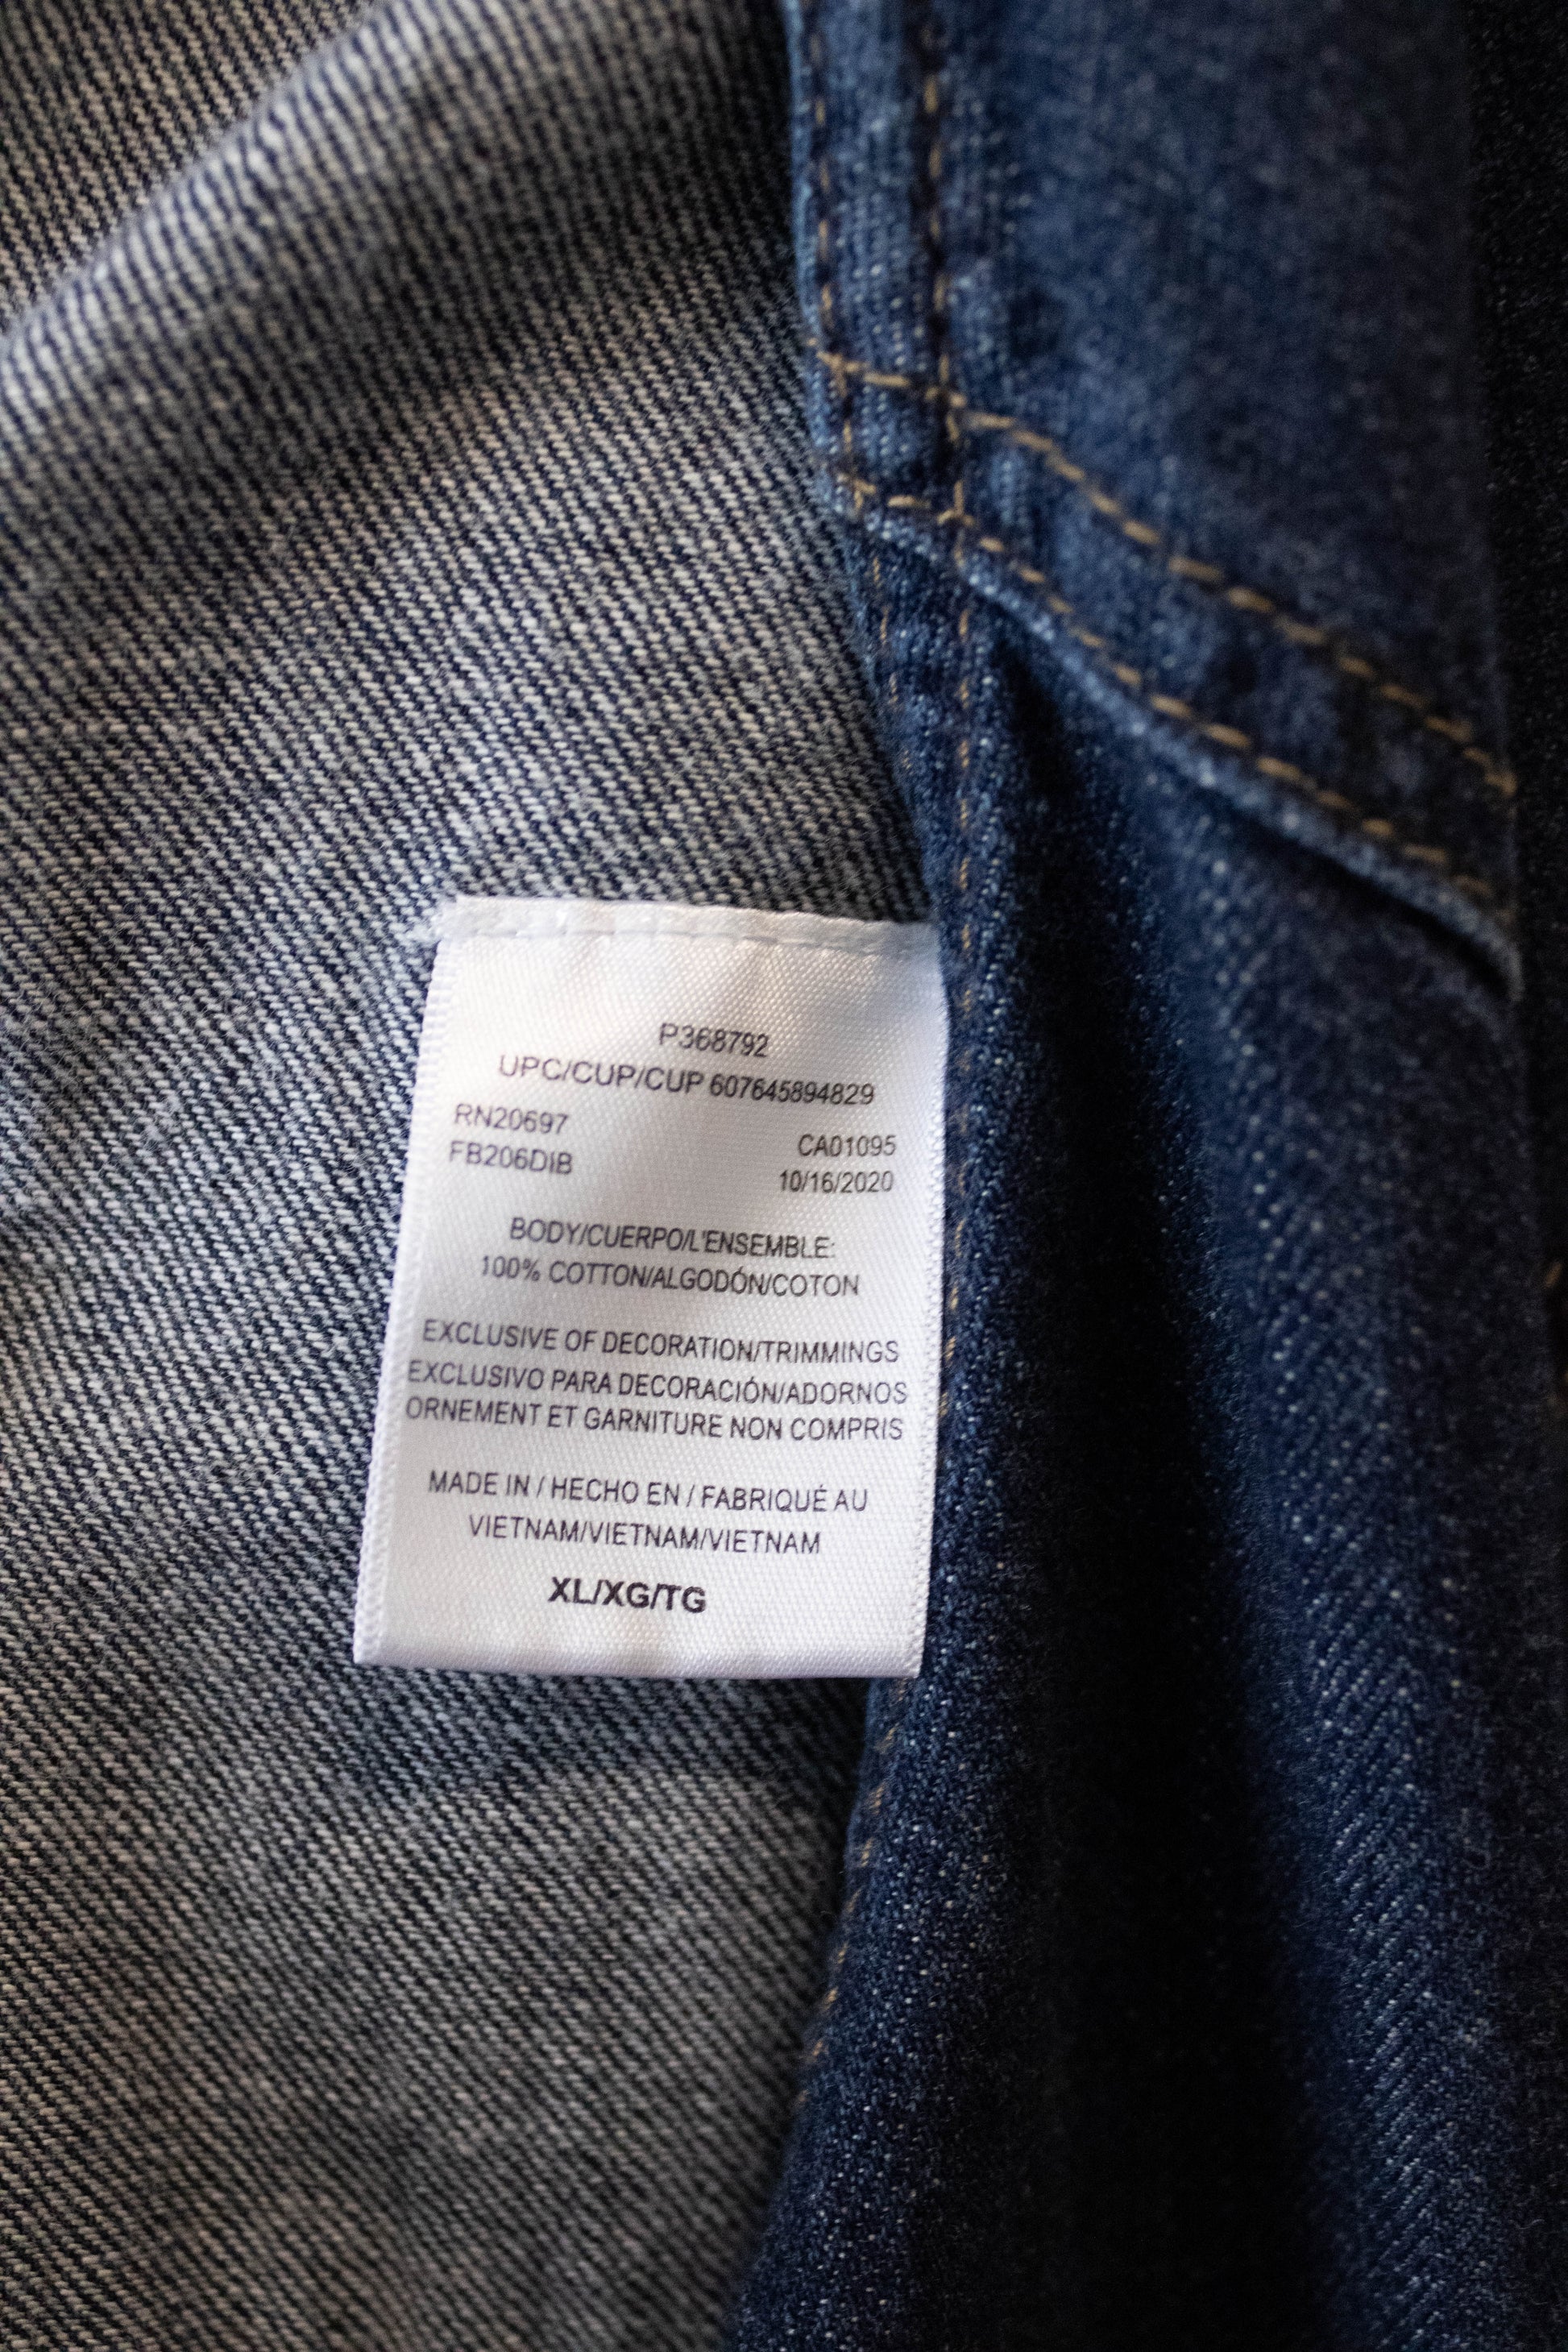 P368792
UPC/CUP/CUP 607645894829
RN20697 CA01095
FB206DIB 10/16/2020
BODY/CUERPO/L'ENSEMBLE:
100% COTTON/ALGODÓN/COTON
EXCLUSIVE OF DECORATION/TRIMMINGS
EXCLUSIVO PARA DECORACIÓN/ADORNOS
ORNEMENT ET GARNITURE NON COMPRIS
MADE IN / HECHO EN / FABRIQUÉ AU
VIETNAM/VIETNAM/VIETNAM
XL/XG/TG